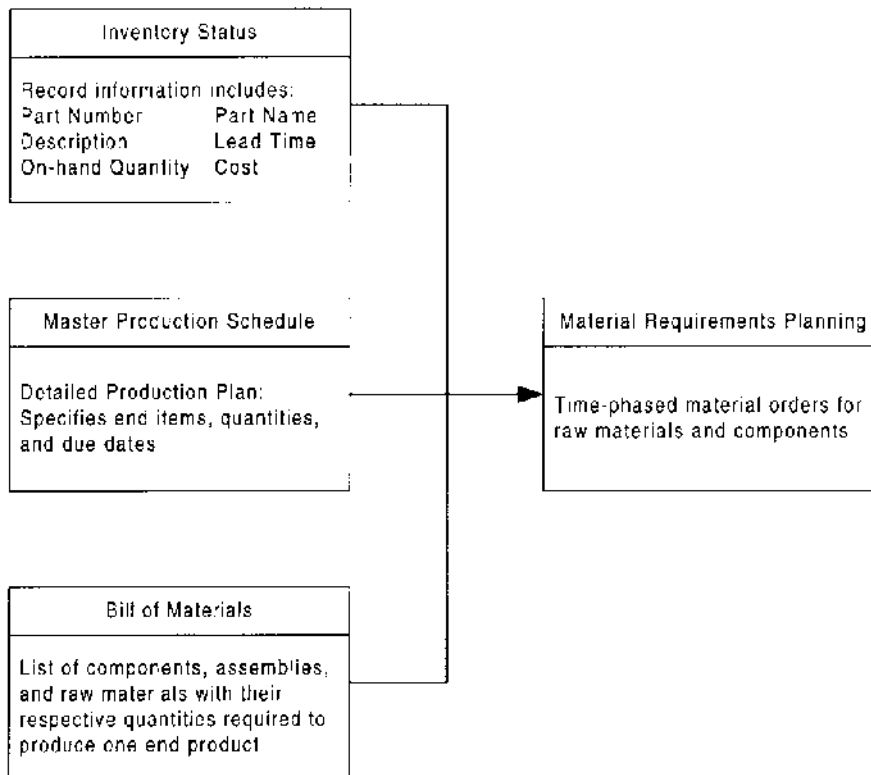 Inventory Status
Record information includes:
Part Number Part Name
Description Lead Time
On-hand Quantity Cost
Master Production Schedule
Detailed Production Plan:
Specifies end items, quantities,
and due dates
Material Requirements Planning
Time-phased material orders for
raw materials and components
Bill of Materials
List of components, assemblies,
and raw materials with their
respective quantities required to
produce one end product